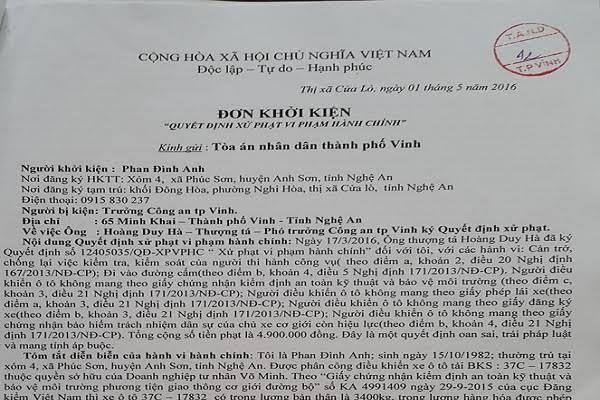 CỘNG HÒA XÃ HỘI CHỦ NGHĨA VIỆT NAM
Độc lập – Tự do – Hạnh phúc
T.A.N.D
T.P VINH
Thị xã Cửa Lò, ngày 01 tháng 5 năm 2016
ĐƠN KHỞI KIỆN
"QUYẾT ĐỊNH XỬ PHẠT VI PHẠM HÀNH CHÍNH"
Kính gửi : Tòa án nhân dân thành phố Vinh
Người khởi kiện : Phan Đình Anh
Nơi đăng ký HKTT: Xóm 4, xã Phúc Sơn, huyện Anh Sơn, tỉnh Nghệ An
Nơi đăng ký tạm trú: khối Đông Hòa, phường Nghi Hòa, thị xã Cửa lò, tỉnh Nghệ An
Điện thoại: 0915 830 237
Người bị kiện: Trưởng Công an tp Vinh.
Địa chỉ : 65 Minh Khai – Thành phố Vinh - Tỉnh Nghệ An
Về việc Ông : Hoàng Duy Hà – Thượng tá – Phó trưởng Công an tp Vinh ký Quyết định xử phạt.
Nội dung Quyết định xử phạt vi phạm hành chính: Ngày 17/3/2016, Ông thượng tá Hoàng Duy Hà đã ký
Quyết định số 12405035/QĐ-XPVPHC " Xử phạt vi phạm hành chính" đối với tôi, với các hành vi: Cản trở,
chống lại việc kiểm tra, kiểm soát của người thi hành công vụ( theo điểm a, khoản 2, điều 20 Nghị định
167/2013/NĐ-CP); Đi vào đường cấm(theo điểm b, khoản 4, điều 5 Nghị định 171/2013/NĐ-CP). Người điều
khiển ô tô không mang theo giấy chứng nhận kiểm định an toàn kỹ thuật và bảo vệ môi trường (theo điểm c,
khoản 3, điều 21 Nghị định 171/2013/NĐ-CP); Người điều khiển ô tô không mang theo giấy phép lái xe(theo
điểm a, khoản 3, điều 21 Nghị định 171/2013/NĐ-CP); Người điều khiển ô tô không mang theo giấy đăng ký
xe(theo điểm b, khoản 3, điều 21 Nghị định 171/2013/NĐ-CP); Người điều khiển ô tô không mang theo giấy
chứng nhận bảo hiểm trách nhiệm dân sự của chủ xe cơ giới còn hiệu lực(theo điểm b, khoản 4, điều 21 Nghị
định 171/2013/NĐ-CP). Tổng cộng số tiền phạt là 4.900.000 đồng. Đây là một quyết định oan sai, trái pháp luật
và mang tính áp buộc.
Tóm tắt diễn biến của hành vi hành chính: Tôi là Phan Đình Anh; sinh ngày 15/10/1982; thường trú tại
xóm 4, xã Phúc Sơn, huyện Anh Sơn, tỉnh Nghệ An. Được phân công điều khiển xe ô tô tải BKS : 37C – 17832
thuộc quyền sở hữu của Doanh nghiệp tư nhân Võ Minh. Theo "Giấy chứng nhận kiểm định an toàn kỹ thuật và
bảo vệ môi trường phương tiện giao thông cơ giới đường bộ" số KA 4991409 ngày 29-9-2015 của cục Đăng
kiểm Việt Nam thì xe ô tô 37C – 17832 có trọng lượng bản thân là 3400kg, trọng lượng hàng hóa được phép